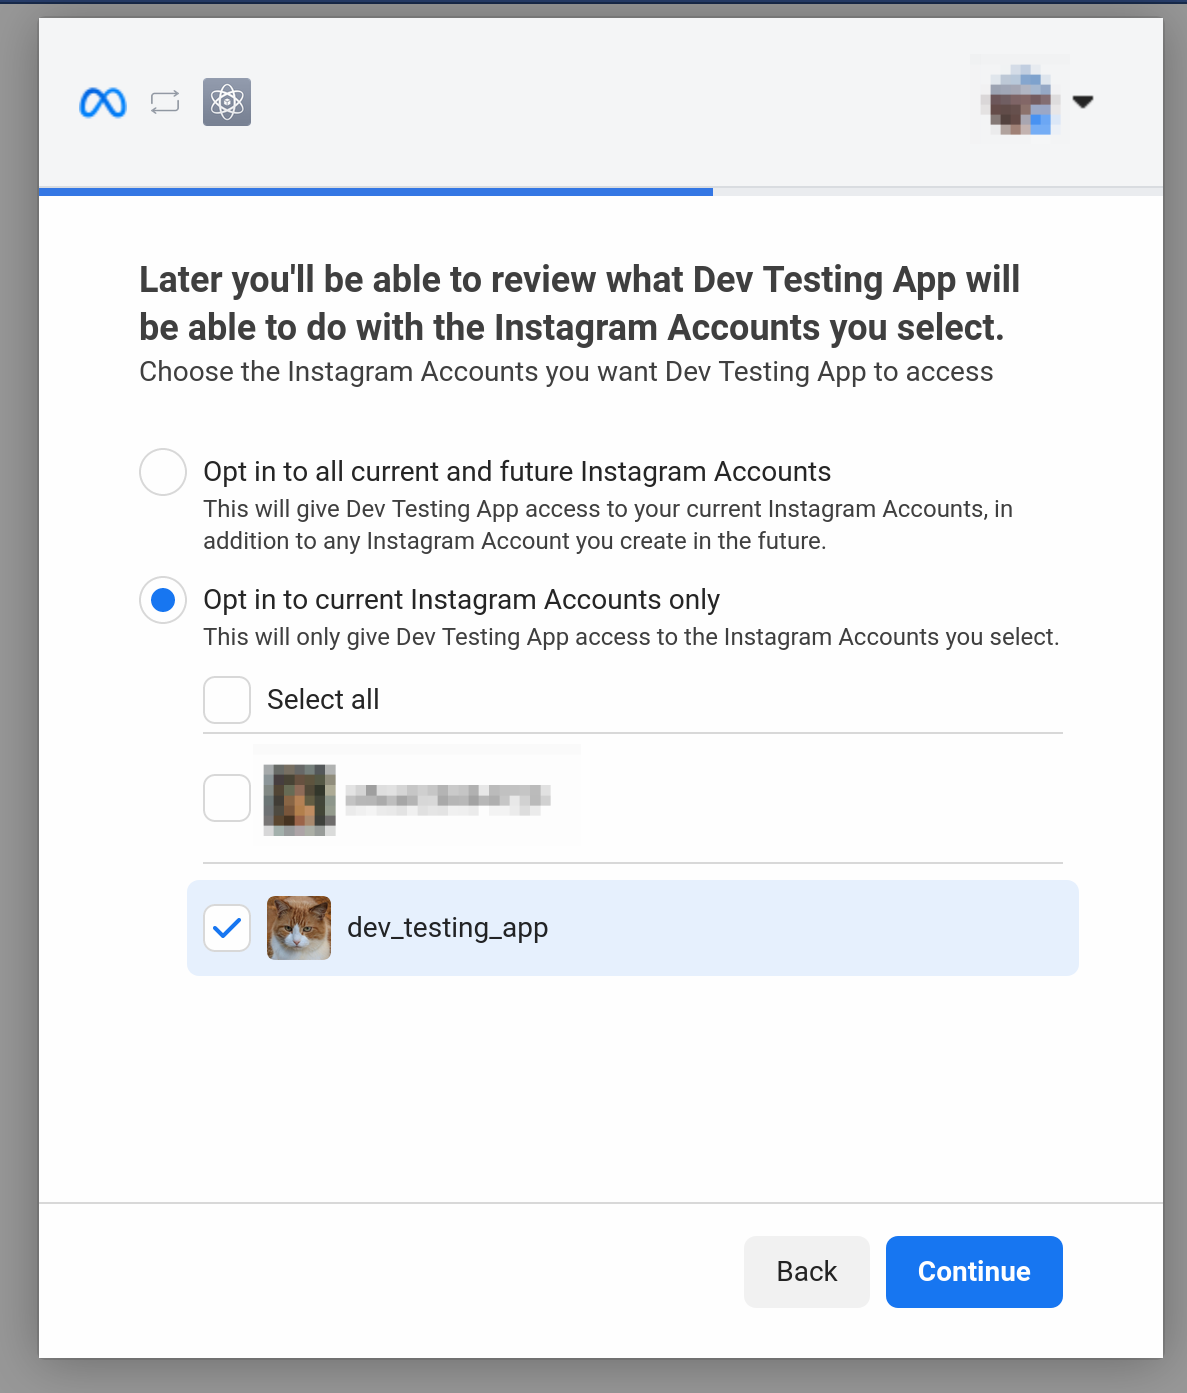 Later you'll be able to review what Dev Testing App will
be able to do with the Instagram Accounts you select.
Choose the Instagram Accounts you want Dev Testing App to access
Opt in to all current and future Instagram Accounts
This will give Dev Testing App access to your current Instagram Accounts, in
addition to any Instagram Account you create in the future.
Opt in to current Instagram Accounts only
This will only give Dev Testing App access to the Instagram Accounts you select.
Select all
dev_testing_app
Back
Continue